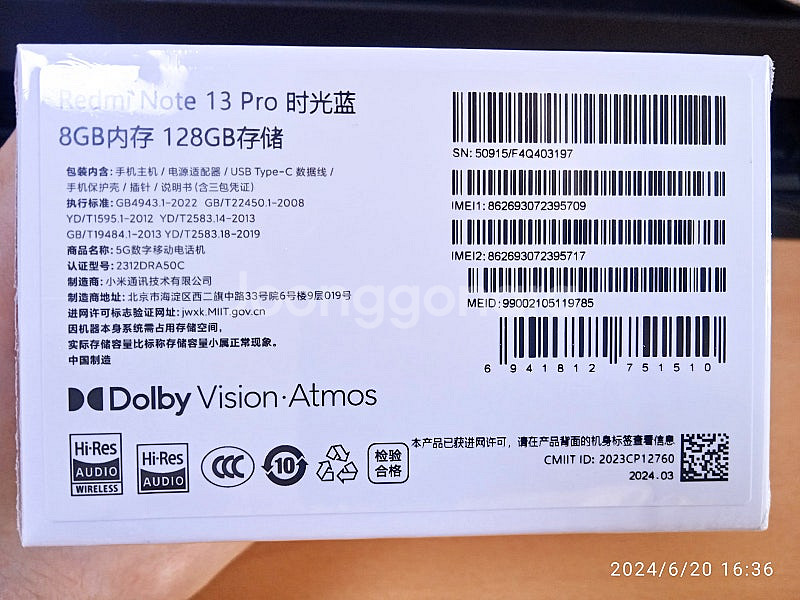 Redmi Note 13 Pro 时光蓝
8GB内存 128GB存储
包装内含: 手机主机 / 电源适配器 / USB Type-C 数据线 /
手机保护壳 / 插针 / 说明书 (含三包凭证)
执行标准: GB4943.1-2022 GB/T22450.1-2008
YD/T1595.1-2012 YD/T2583.14-2013
GB/T19484.1-2013 YD/T2583.18-2019
商品名称: 5G数字移动电话机
认证型号: 2312DRA50C
制造商: 小米通讯技术有限公司
制造商地址: 北京市海淀区西二旗中路33号院6号楼9层019号
进网许可标志验证网址: jwxk.MIIT.gov.cn
因机器本身系统需占用存储空间,
实际存储容量比标称存储容量小属正常现象。
中国制造
SN: 50915/F4Q403197
IMEI1: 862693072395709
IMEI2: 862693072395717
MEID: 99002105119785
6 941812 751510
Dolby Vision·Atmos
Hi-Res
AUDIO
WIRELESS
Hi-Res
AUDIO
CCC
10
检验
合格
本产品已获进网许可, 请在产品背面的机身标签查看信息
CMIIT ID: 2023CP12760
2024.03
2024/6/20 16:36